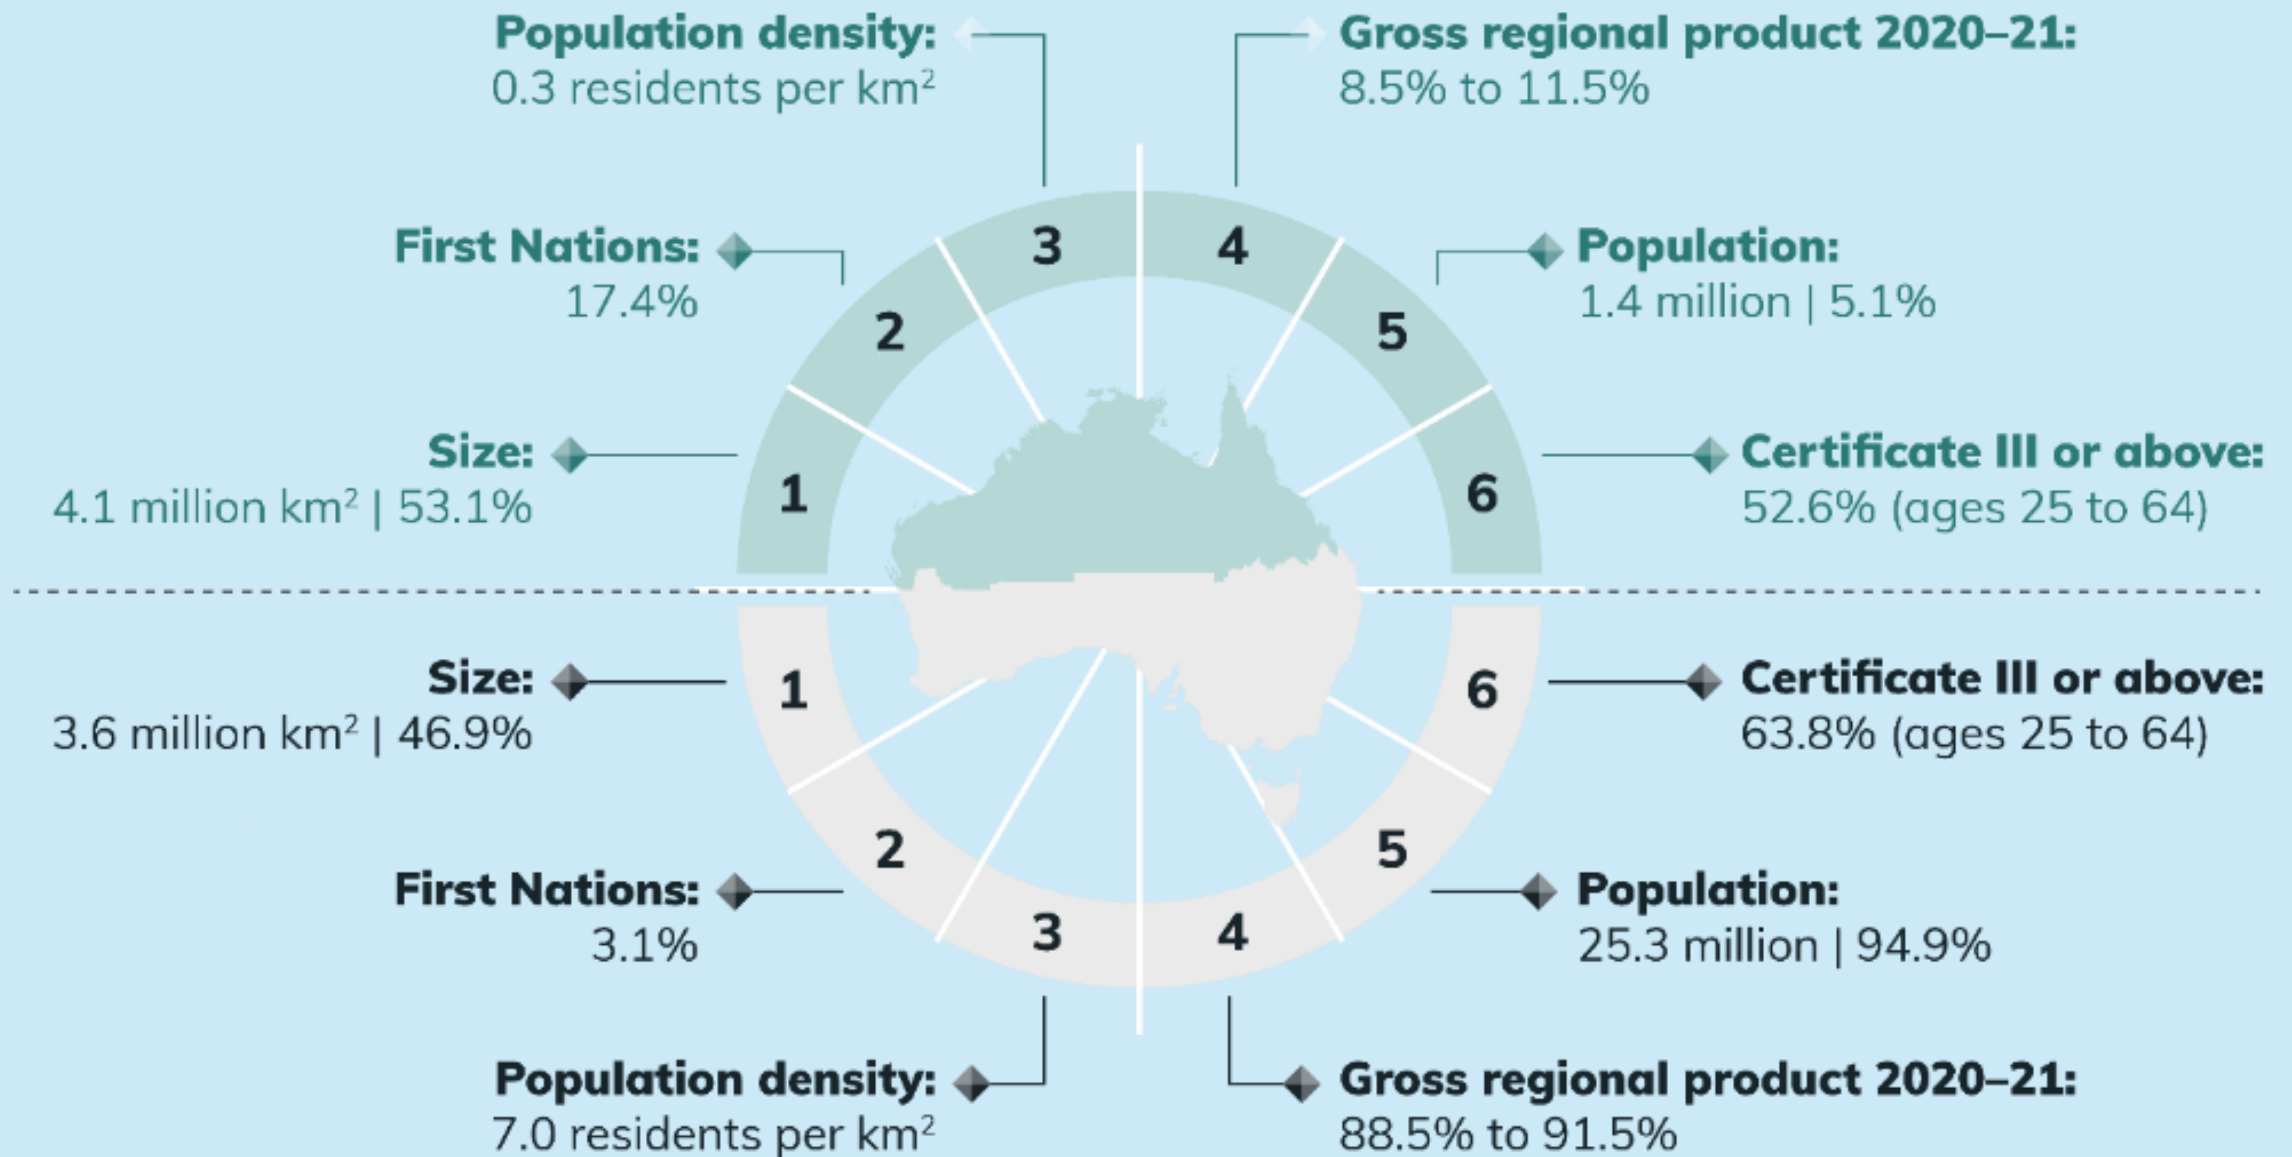 Population density:
0.3 residents per km²
Gross regional product 2020–21:
8.5% to 11.5%
First Nations:
17.4%
Population:
1.4 million | 5.1%
Size:
4.1 million km² | 53.1%
Certificate III or above:
52.6% (ages 25 to 64)
1
2
3
4
5
6
Size:
3.6 million km² | 46.9%
Certificate III or above:
63.8% (ages 25 to 64)
First Nations:
3.1%
Population:
25.3 million | 94.9%
Population density:
7.0 residents per km²
Gross regional product 2020–21:
88.5% to 91.5%
1
2
3
4
5
6